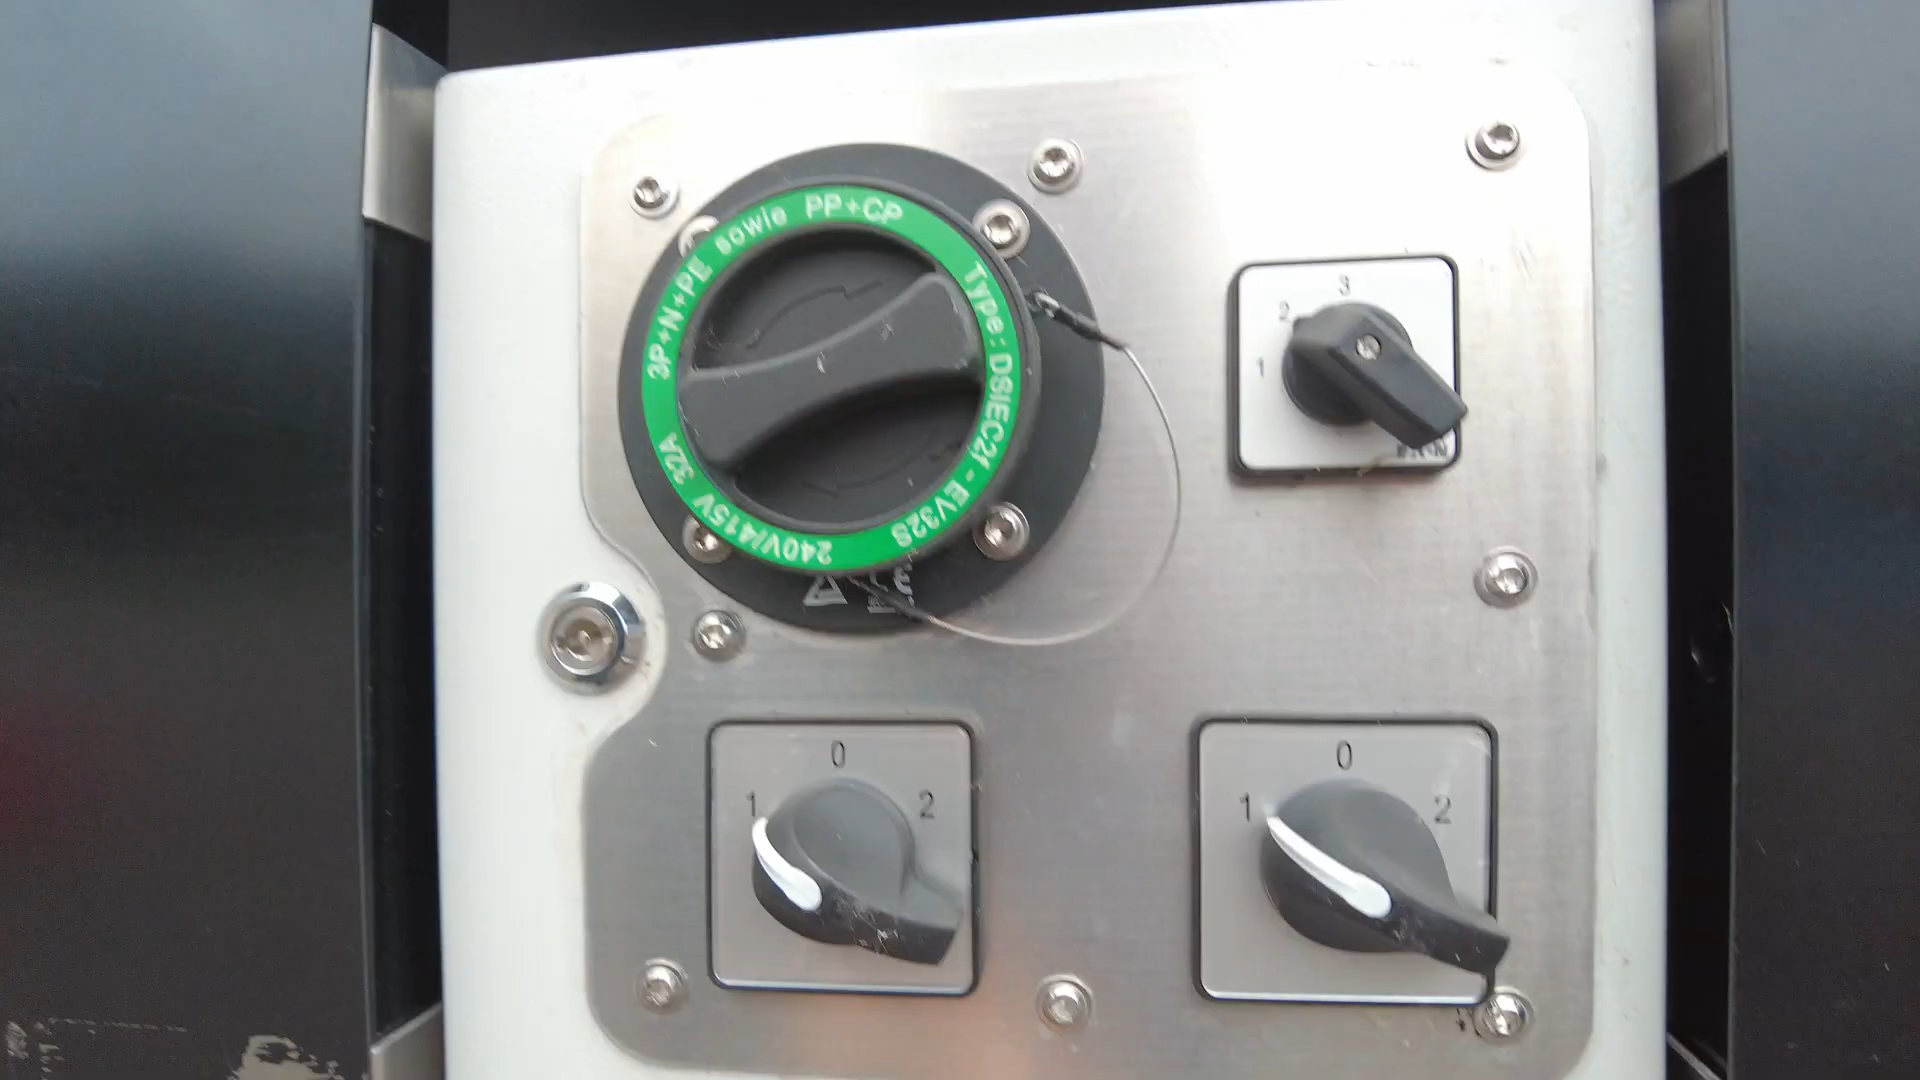 3P+N+PE sowie PP+CP
Type: DSIEC2f - EV32S
240V/415V 32A
1 2 3
1 0 2
1 0 2